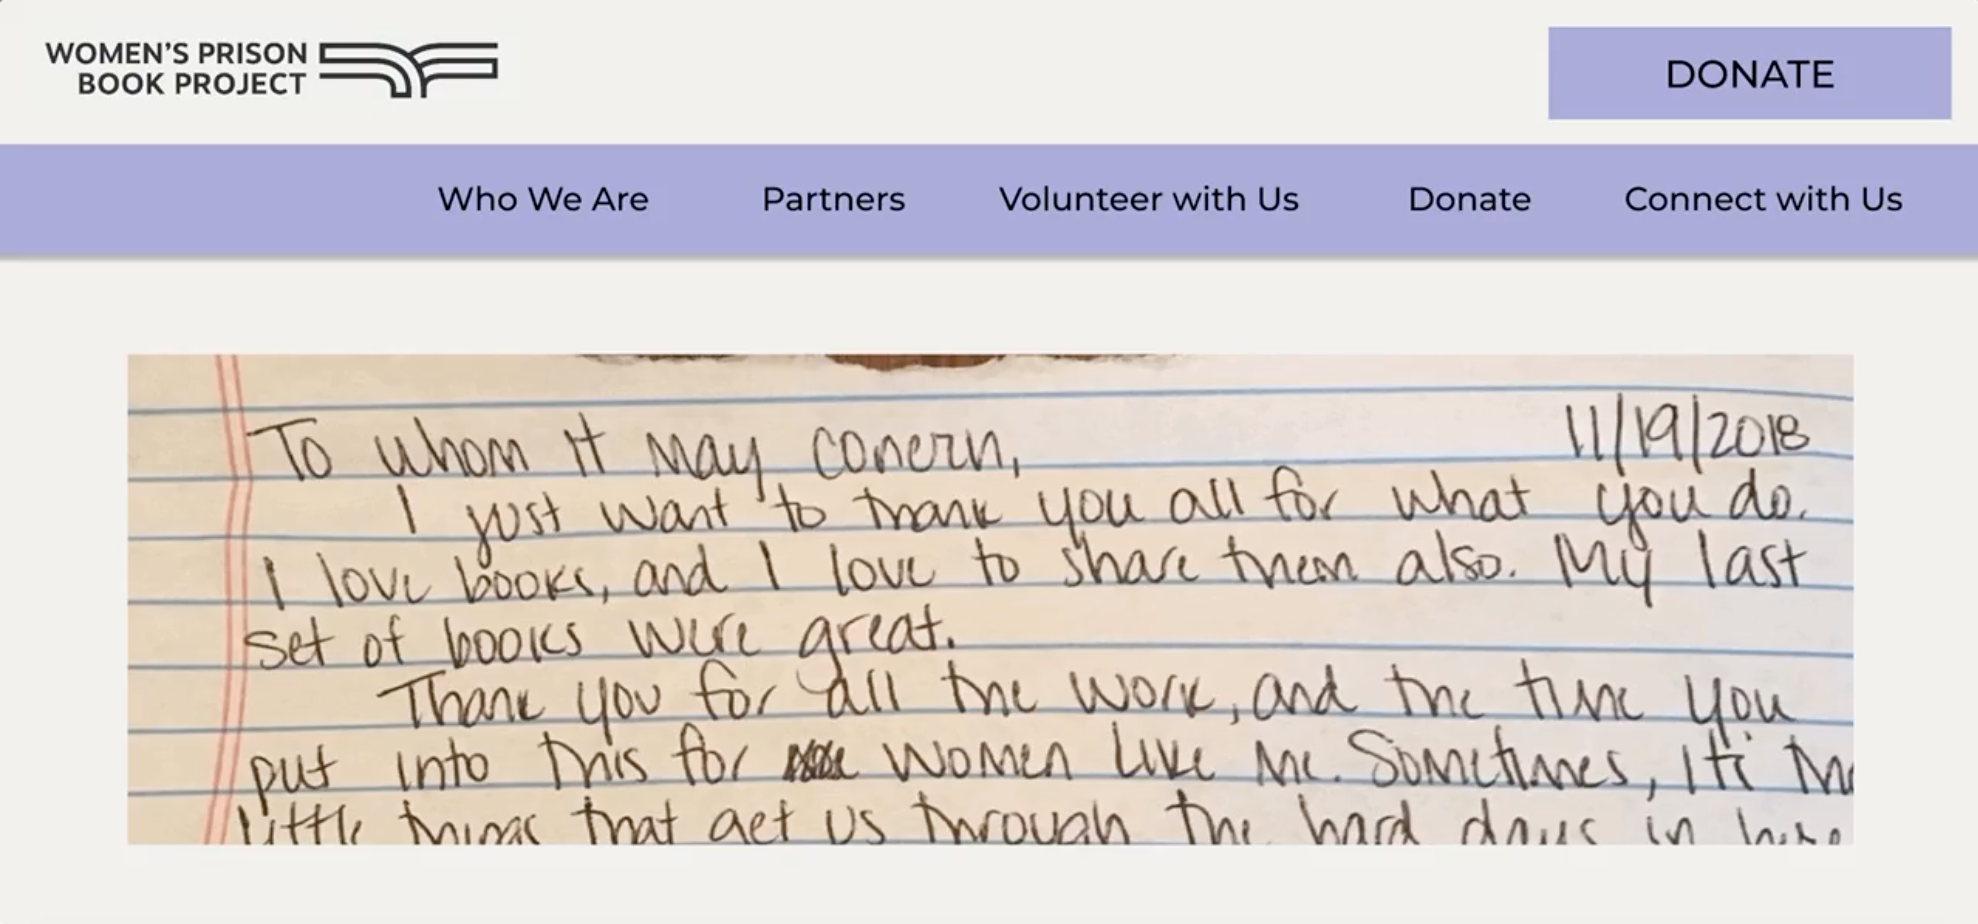 WOMEN'S PRISON
BOOK PROJECT
DONATE
Who We Are Partners Volunteer with Us Donate Connect with Us
11/19/2018
To whom it may conern,
I just want to thank you all for what you do.
I love books, and I love to share them also. My last
set of books were great.
Thank you for all the work, and the time you
put into this for women like me. Sometimes, it's the
little things that get us through the hard days in here